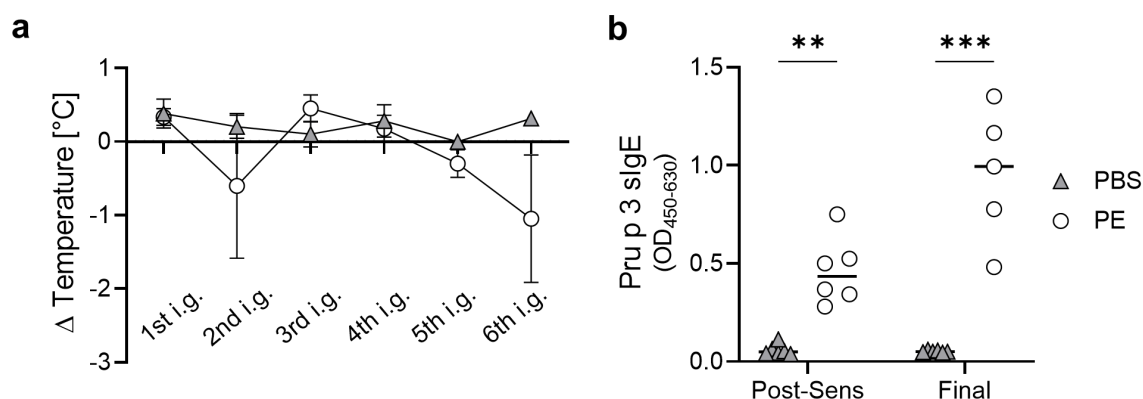 a
Δ Temperature [°C]
1
0
-1
-2
-3
1st i.g.
2nd i.g.
3rd i.g.
4th i.g.
5th i.g.
6th i.g.
b
Pru p 3 sIgE
(OD450-630)
1.5
1.0
0.5
0.0
**
***
Post-Sens
Final
PBS
PE